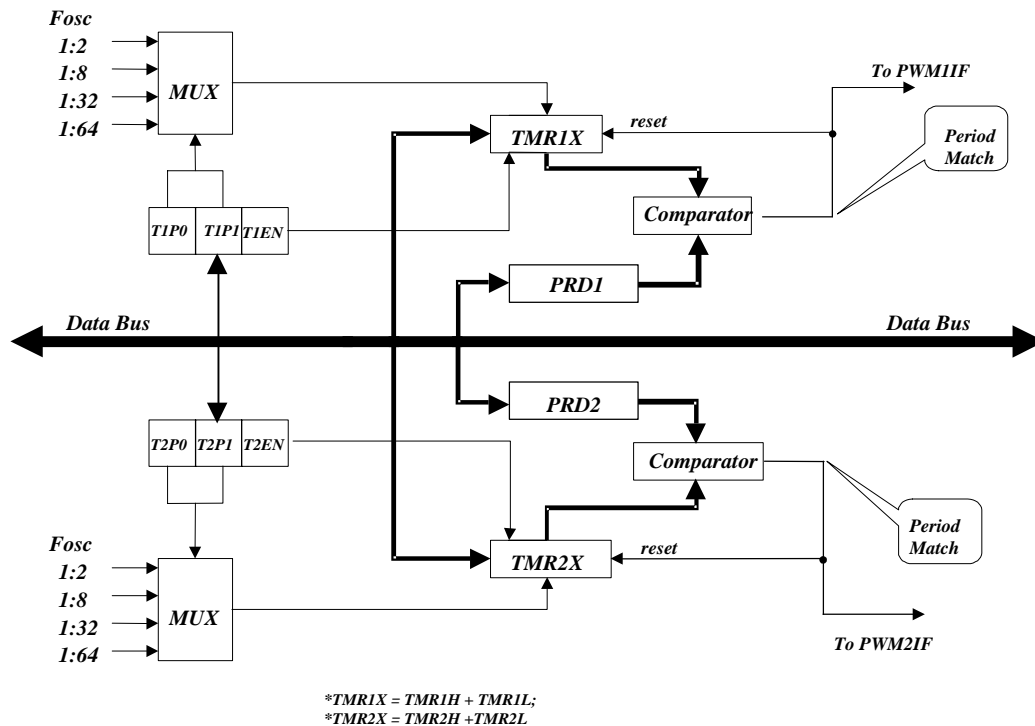 Fosc
1:2
1:8
1:32
1:64
MUX
To PWM1IF
TMR1X
reset
Period
Match
T1P0 T1P1 T1EN
Comparator
PRD1
Data Bus
Data Bus
PRD2
T2P0 T2P1 T2EN
Comparator
Period
Match
Fosc
1:2
1:8
1:32
1:64
MUX
TMR2X
reset
To PWM2IF
*TMR1X = TMR1H + TMR1L;
*TMR2X = TMR2H +TMR2L